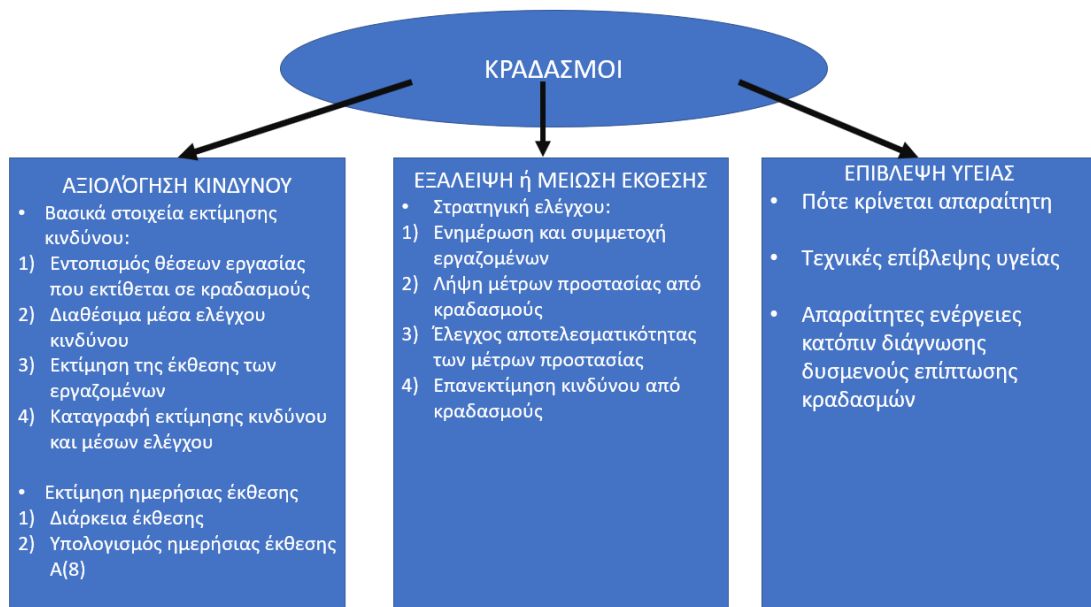 ΚΡΑΔΑΣΜΟΙ
ΑΞΙΟΛΌΓΗΣΗ ΚΙΝΔΥΝΟΥ
• Βασικά στοιχεία εκτίμησης
κινδύνου:
1) Εντοπισμός θέσεων εργασίας
που εκτίθεται σε κραδασμούς
2) Διαθέσιμα μέσα ελέγχου
κινδύνου
3) Εκτίμηση της έκθεσης των
εργαζομένων
4) Καταγραφή εκτίμησης κινδύνου
και μέσων ελέγχου
• Εκτίμηση ημερήσιας έκθεσης
1) Διάρκεια έκθεσης
2) Υπολογισμός ημερήσιας έκθεσης
Α(8)
ΕΞΑΛΕΙΨΗ ή ΜΕΙΩΣΗ ΕΚΘΕΣΗΣ
• Στρατηγική ελέγχου:
1) Ενημέρωση και συμμετοχή
εργαζομένων
2) Λήψη μέτρων προστασίας από
κραδασμούς
3) Έλεγχος αποτελεσματικότητας
των μέτρων προστασίας
4) Επανεκτίμηση κινδύνου από
κραδασμούς
ΕΠΙΒΛΕΨΗ ΥΓΕΙΑΣ
• Πότε κρίνεται απαραίτητη
• Τεχνικές επίβλεψης υγείας
• Απαραίτητες ενέργειες
κατόπιν διάγνωσης
δυσμενούς επίπτωσης
κραδασμών